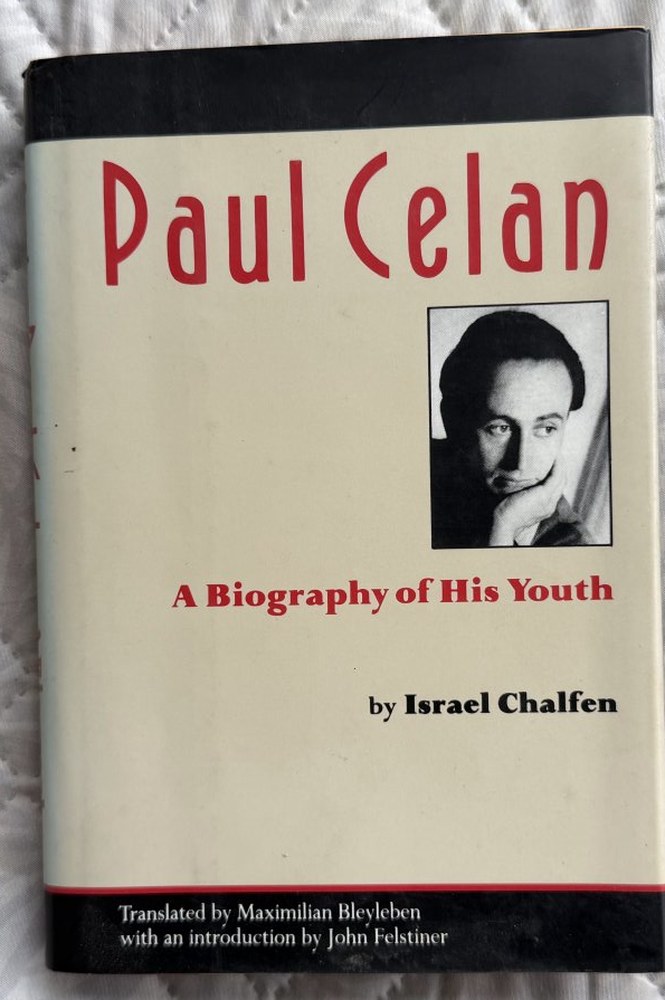 Paul Celan
A Biography of His Youth
by Israel Chalfen
Translated by Maximilian Bleyleben
with an introduction by John Felstiner